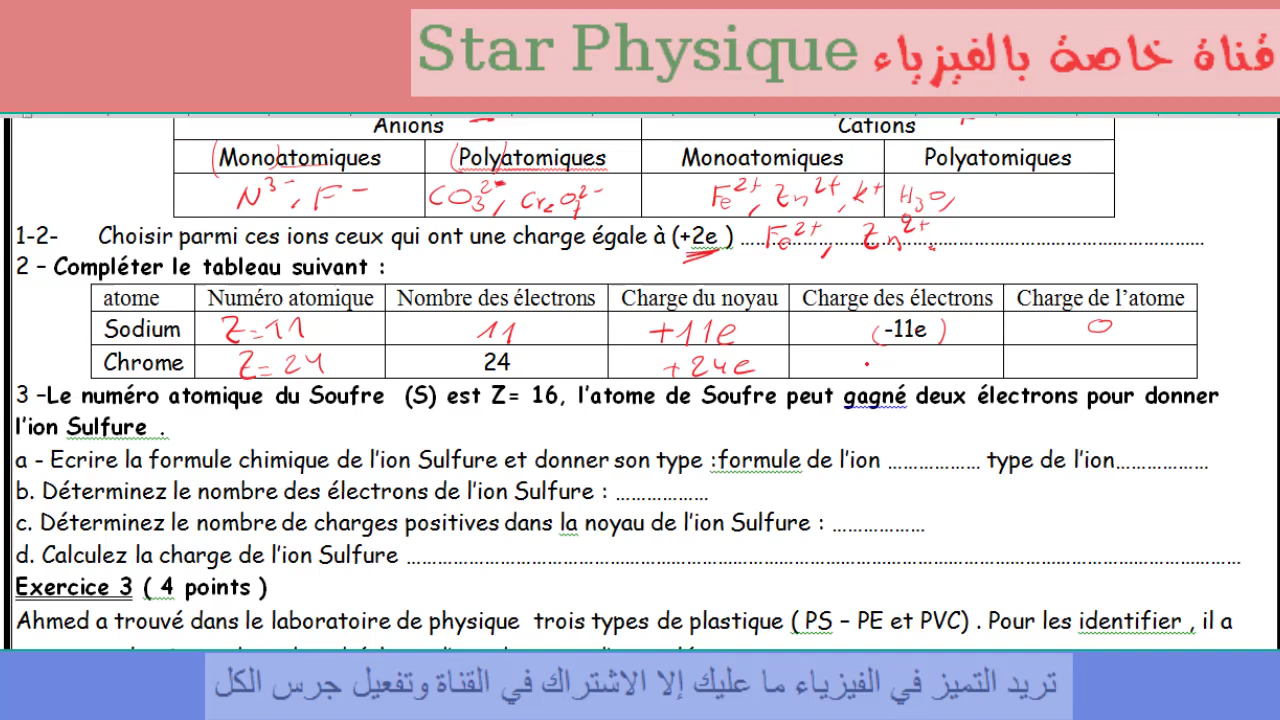 Star Physique قناة خاصة بالفيزياء
Anions Cations
Monoatomiques Polyatomiques Monoatomiques Polyatomiques
N³⁻, F⁻ CO₃²⁻, Cr₂O₇²⁻ Fe²⁺, Zn²⁺, K⁺ H₃O,
1-2- Choisir parmi ces ions ceux qui ont une charge égale à (+2e ) ..... Fe²⁺, Zn²⁺ .....
2 – Compléter le tableau suivant :
atome Numéro atomique Nombre des électrons Charge du noyau Charge des électrons Charge de l’atome
Sodium Z=11 11 +11e (-11e) 0
Chrome Z=24 24 +24e
3 –Le numéro atomique du Soufre (S) est Z= 16, l’atome de Soufre peut gagné deux électrons pour donner
l’ion Sulfure .
a - Ecrire la formule chimique de l’ion Sulfure et donner son type :formule de l’ion .................. type de l’ion..................
b. Déterminez le nombre des électrons de l’ion Sulfure : ..................
c. Déterminez le nombre de charges positives dans la noyau de l’ion Sulfure : ..................
d. Calculez la charge de l’ion Sulfure ..................
Exercice 3 ( 4 points )
Ahmed a trouvé dans le laboratoire de physique trois types de plastique ( PS – PE et PVC) . Pour les identifier , il a
تريد التميز في الفيزياء ما عليك إلا الاشتراك في القناة وتفعيل جرس الكل